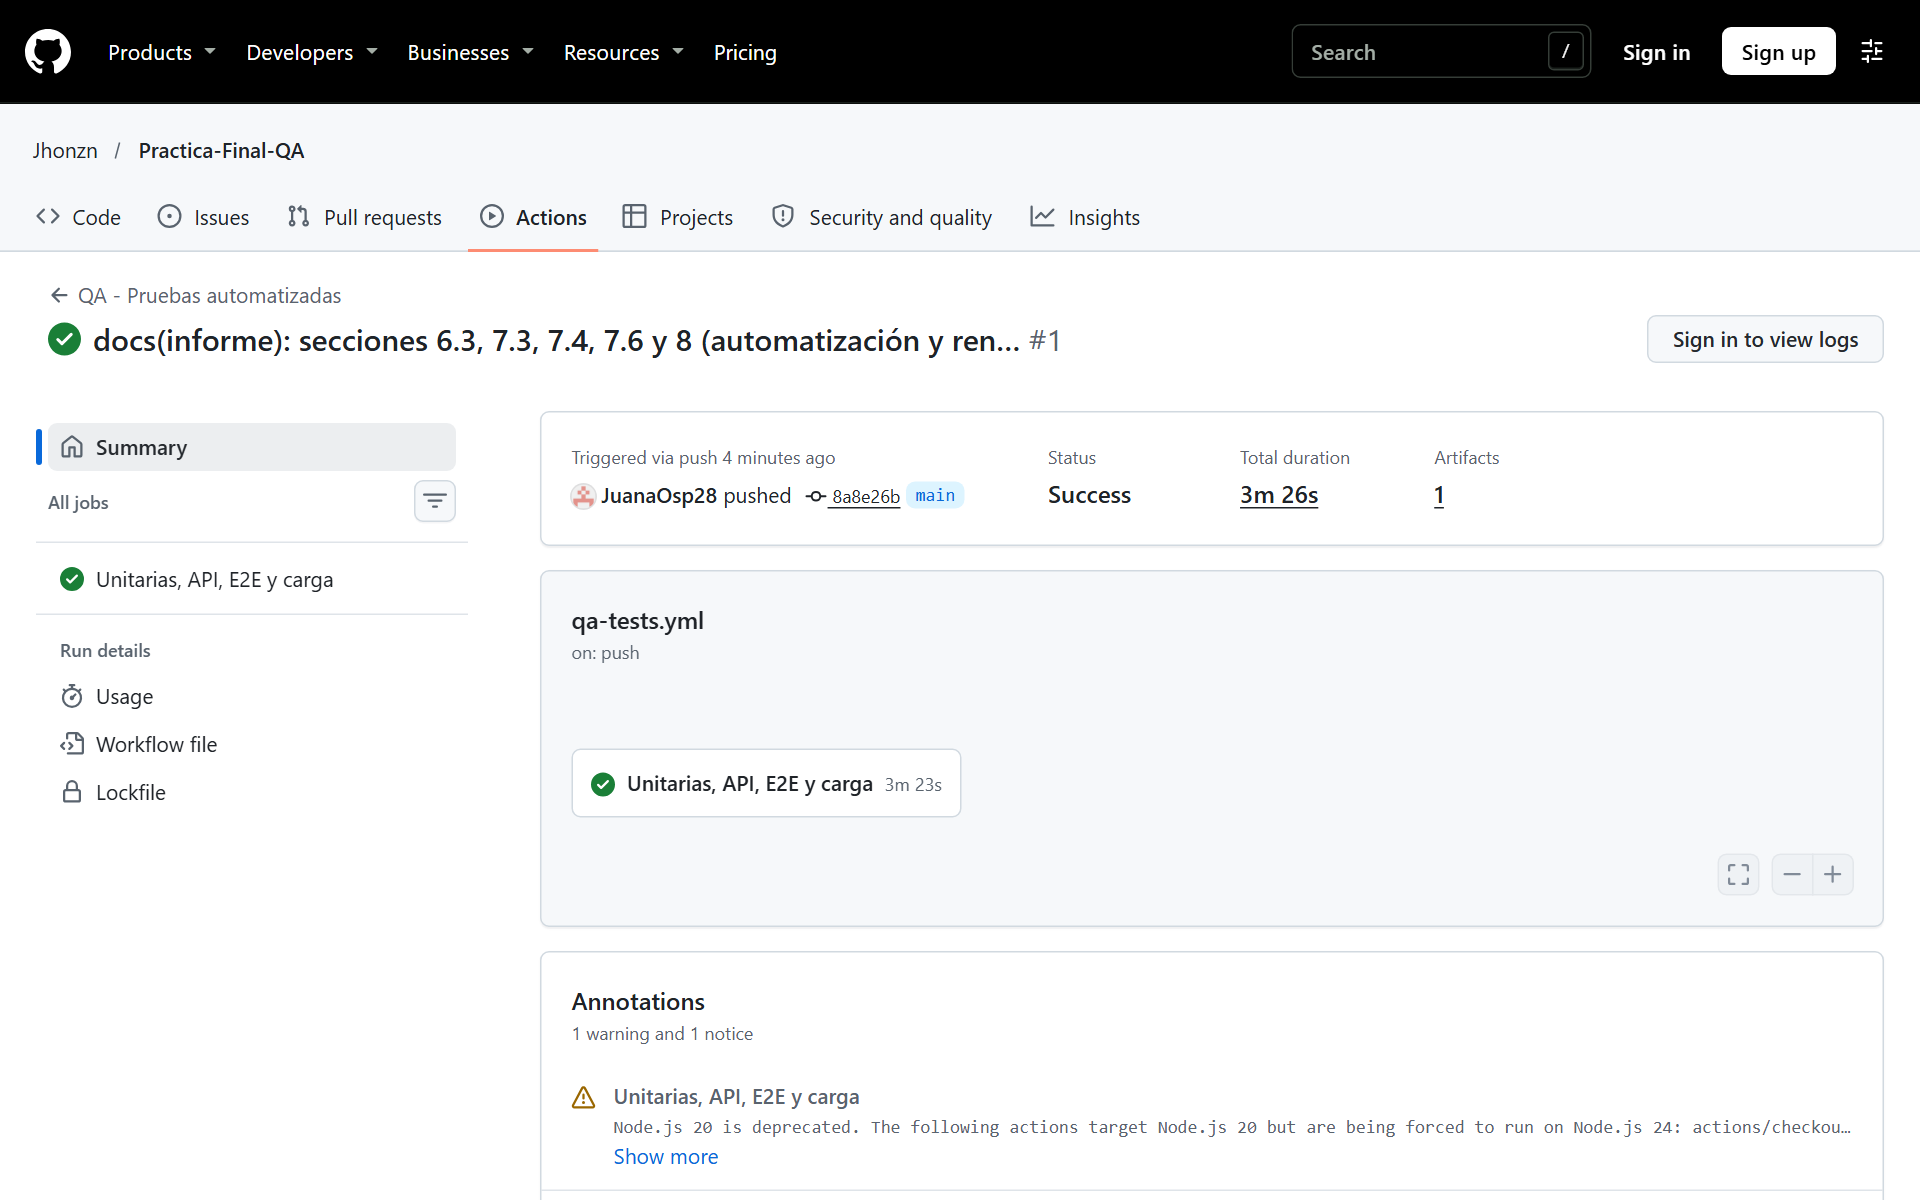 Products Developers Businesses Resources Pricing Search / Sign in Sign up
Jhonzn / Practica-Final-QA
Code Issues Pull requests Actions Projects Security and quality Insights
QA - Pruebas automatizadas
docs(informe): secciones 6.3, 7.3, 7.4, 7.6 y 8 (automatización y ren... #1
Sign in to view logs
Summary
All jobs
Unitarias, API, E2E y carga
Run details
Usage
Workflow file
Lockfile
Triggered via push 4 minutes ago
JuanaOsp28 pushed 8a8e26b main
Status
Success
Total duration
3m 26s
Artifacts
1
qa-tests.yml
on: push
Unitarias, API, E2E y carga 3m 23s
Annotations
1 warning and 1 notice
Unitarias, API, E2E y carga
Node.js 20 is deprecated. The following actions target Node.js 20 but are being forced to run on Node.js 24: actions/checkou…
Show more